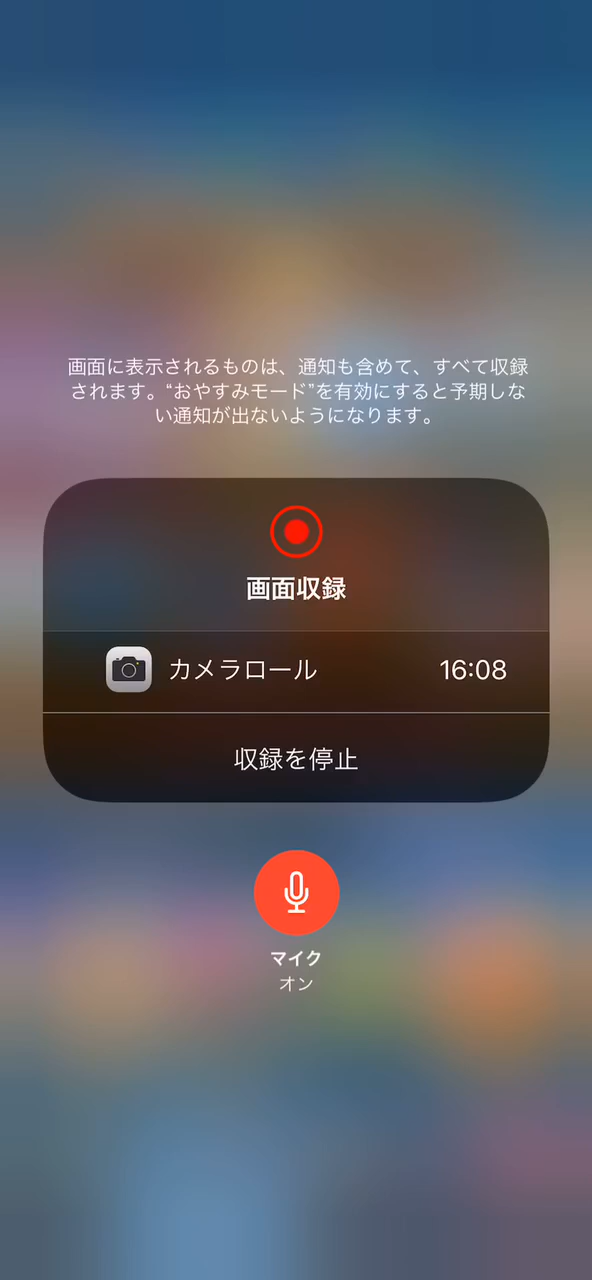 画面に表示されるものは、通知も含めて、すべて収録
されます。“おやすみモード”を有効にすると予期しな
い通知が出ないようになります。
画面収録
カメラロール 16:08
収録を停止
マイク
オン